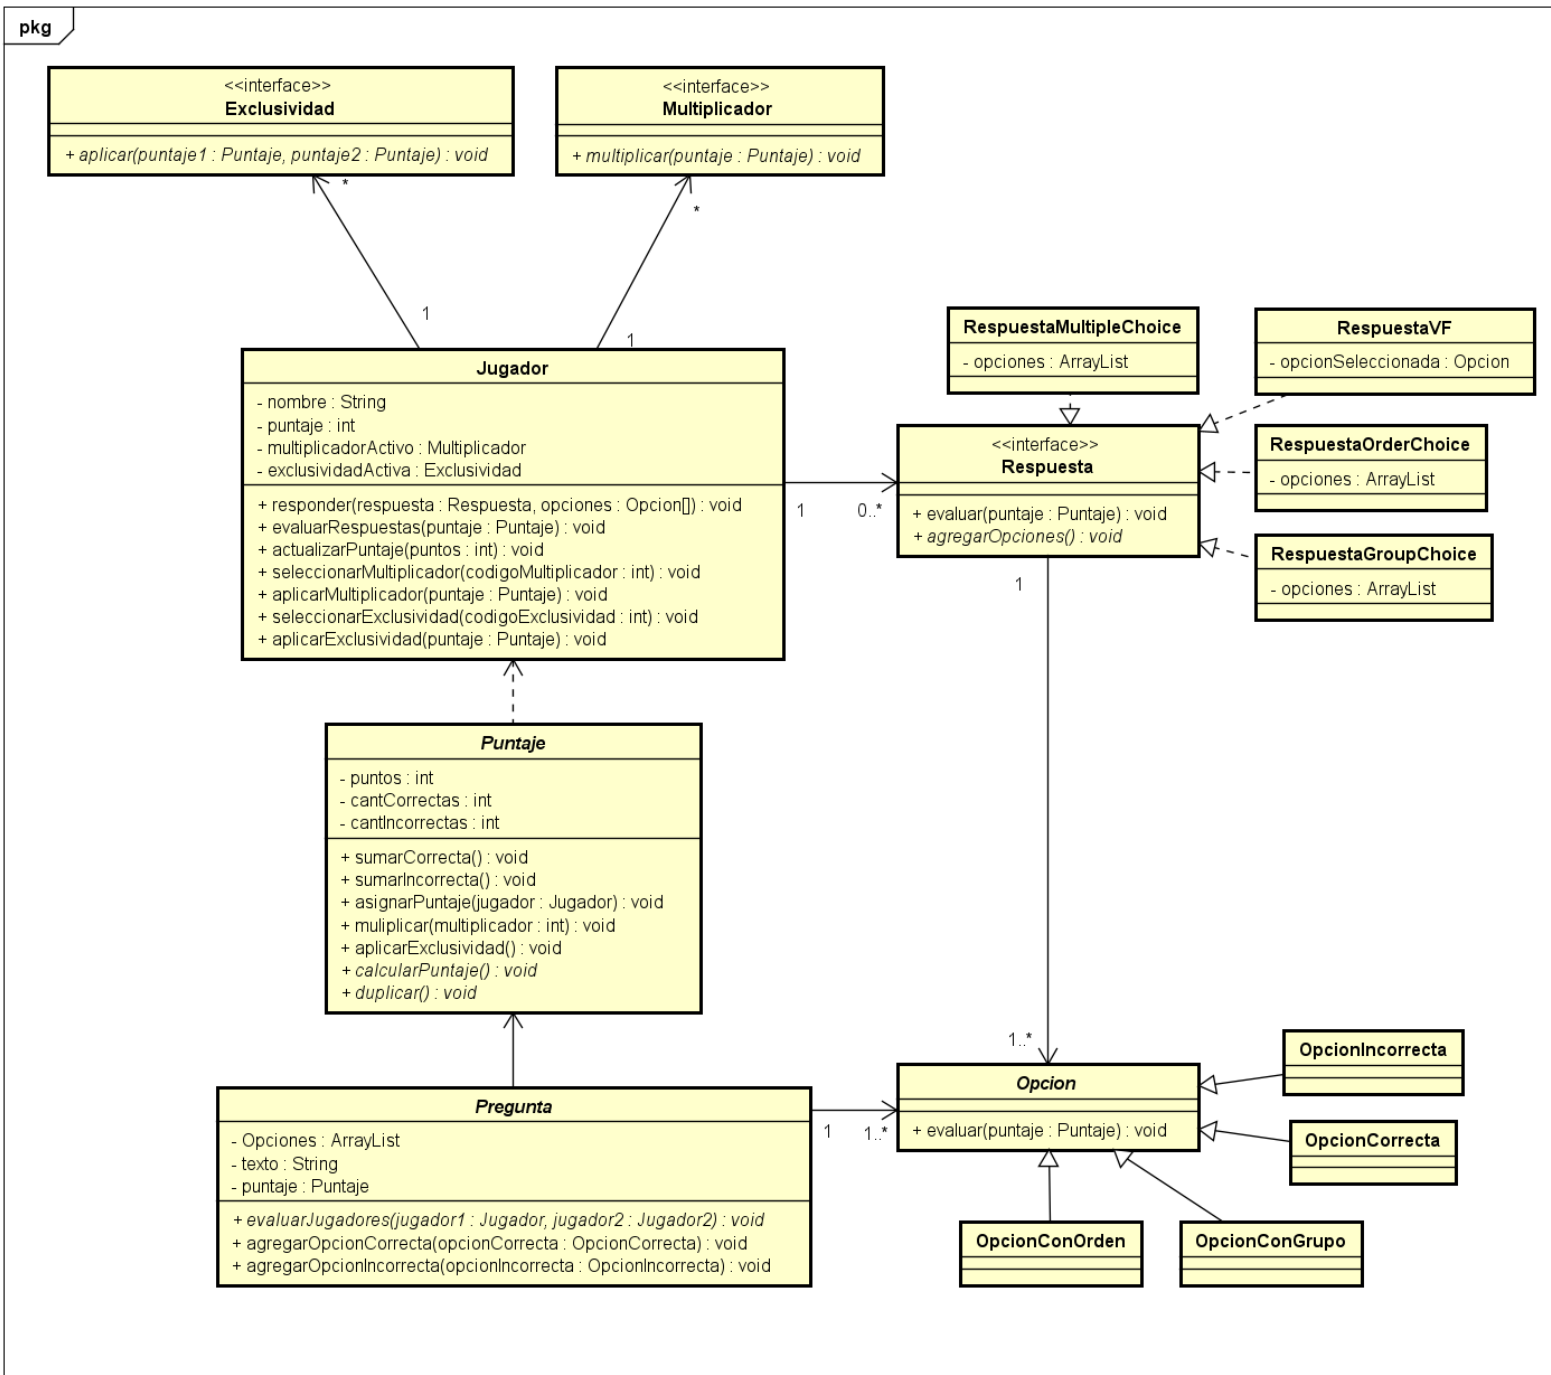 pkg
<<interface>>
Exclusividad
+ aplicar(puntaje1 : Puntaje, puntaje2 : Puntaje) : void
<<interface>>
Multiplicador
+ multiplicar(puntaje : Puntaje) : void
*
*
1
1
Jugador
- nombre : String
- puntaje : int
- multiplicadorActivo : Multiplicador
- exclusividadActiva : Exclusividad
+ responder(respuesta : Respuesta, opciones : Opcion[]) : void
+ evaluarRespuestas(puntaje : Puntaje) : void
+ actualizarPuntaje(puntos : int) : void
+ seleccionarMultiplicador(codigoMultiplicador : int) : void
+ aplicarMultiplicador(puntaje : Puntaje) : void
+ seleccionarExclusividad(codigoExclusividad : int) : void
+ aplicarExclusividad(puntaje : Puntaje) : void
1
0..*
RespuestaMultipleChoice
- opciones : ArrayList
RespuestaVF
- opcionSeleccionada : Opcion
<<interface>>
Respuesta
+ evaluar(puntaje : Puntaje) : void
+ agregarOpciones() : void
RespuestaOrderChoice
- opciones : ArrayList
RespuestaGroupChoice
- opciones : ArrayList
1
1..*
Puntaje
- puntos : int
- cantCorrectas : int
- cantIncorrectas : int
+ sumarCorrecta() : void
+ sumarIncorrecta() : void
+ asignarPuntaje(jugador : Jugador) : void
+ muliplicar(multiplicador : int) : void
+ aplicarExclusividad() : void
+ calcularPuntaje() : void
+ duplicar() : void
Pregunta
- Opciones : ArrayList
- texto : String
- puntaje : Puntaje
+ evaluarJugadores(jugador1 : Jugador, jugador2 : Jugador2) : void
+ agregarOpcionCorrecta(opcionCorrecta : OpcionCorrecta) : void
+ agregarOpcionIncorrecta(opcionIncorrecta : OpcionIncorrecta) : void
1
1..*
Opcion
+ evaluar(puntaje : Puntaje) : void
OpcionIncorrecta
OpcionCorrecta
OpcionConOrden
OpcionConGrupo